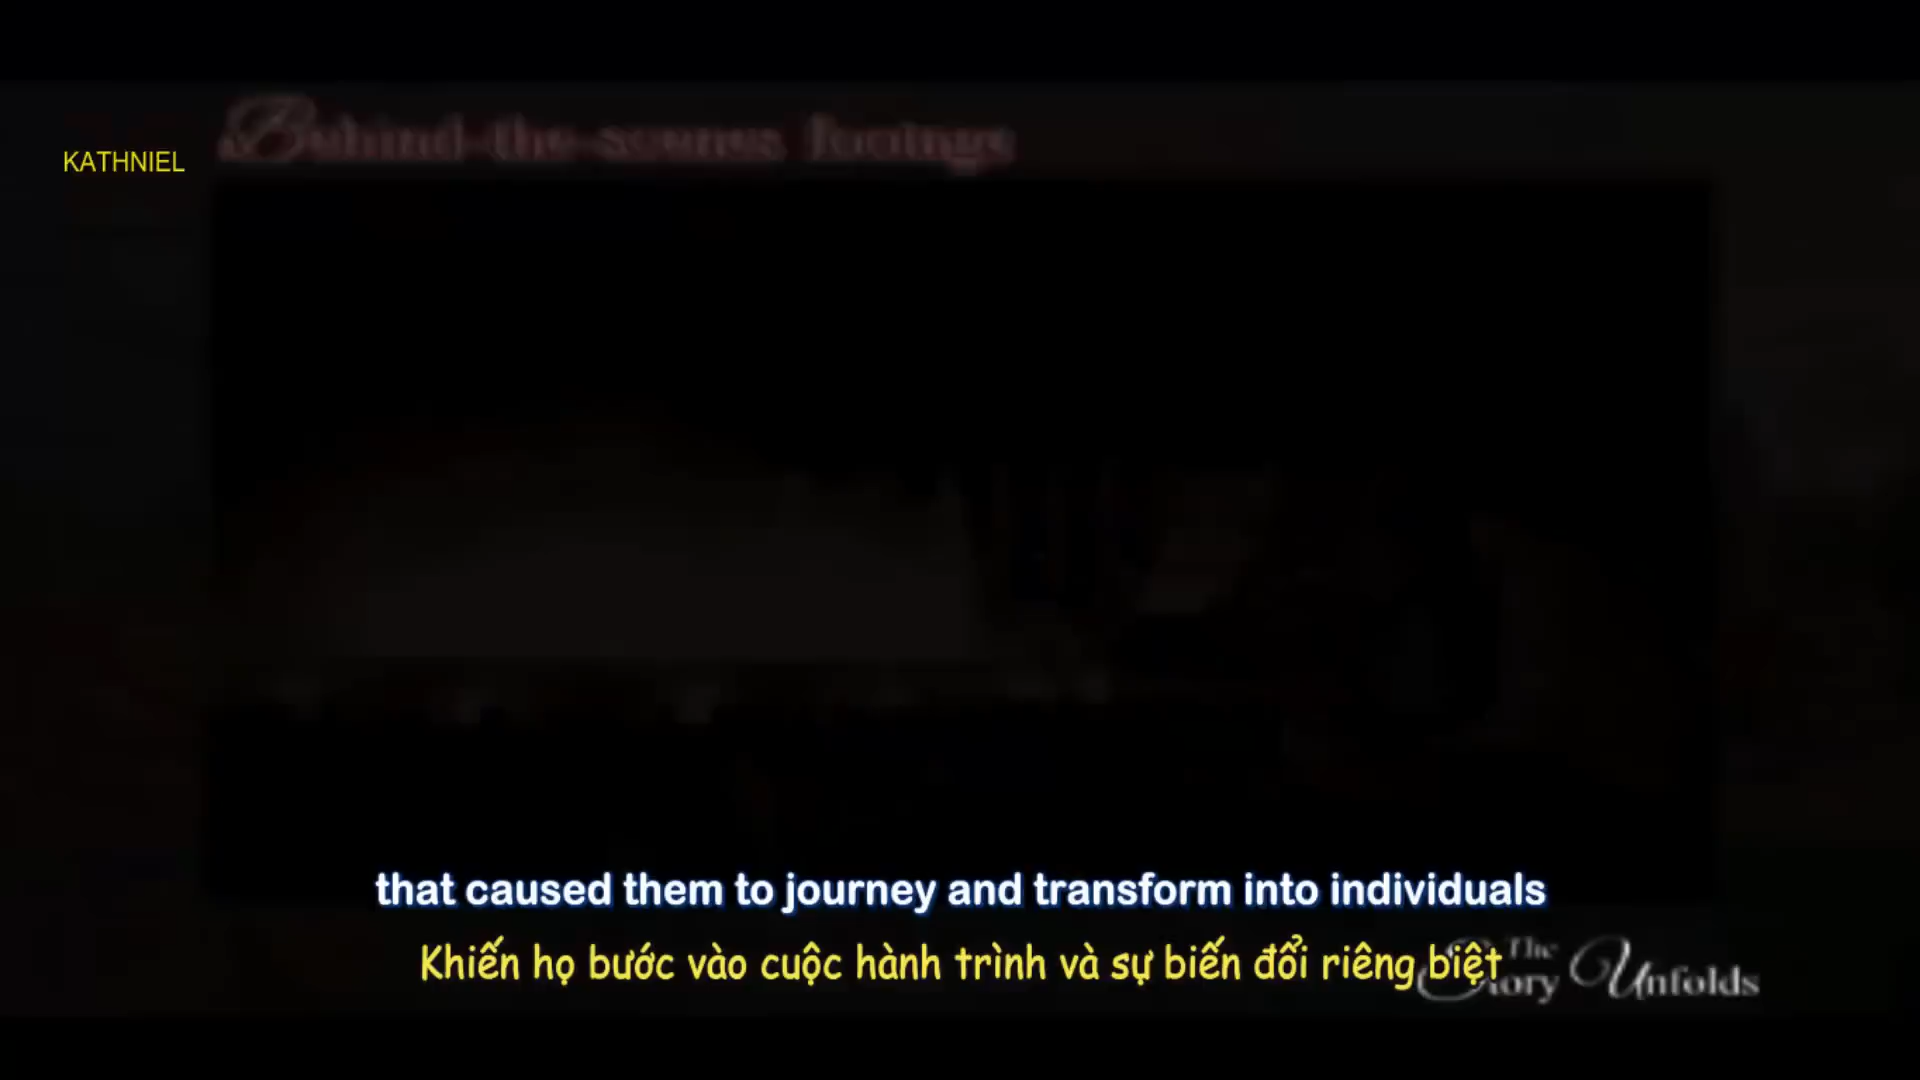 Behind-the-scenes footings
KATHNIEL
that caused them to journey and transform into individuals
Khiến họ bước vào cuộc hành trình và sự biến đổi riêng biệt
The
Story Unfolds